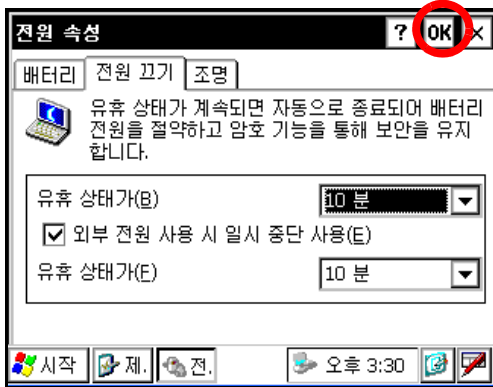 전원 속성 ? OK ×
배터리 전원 끄기 조명
유휴 상태가 계속되면 자동으로 종료되어 배터리
전원을 절약하고 암호 기능을 통해 보안을 유지
합니다.
유휴 상태가(B) 10 분
외부 전원 사용 시 일시 중단 사용(E)
유휴 상태가(F) 10 분
시작 제. 전. 오후 3:30